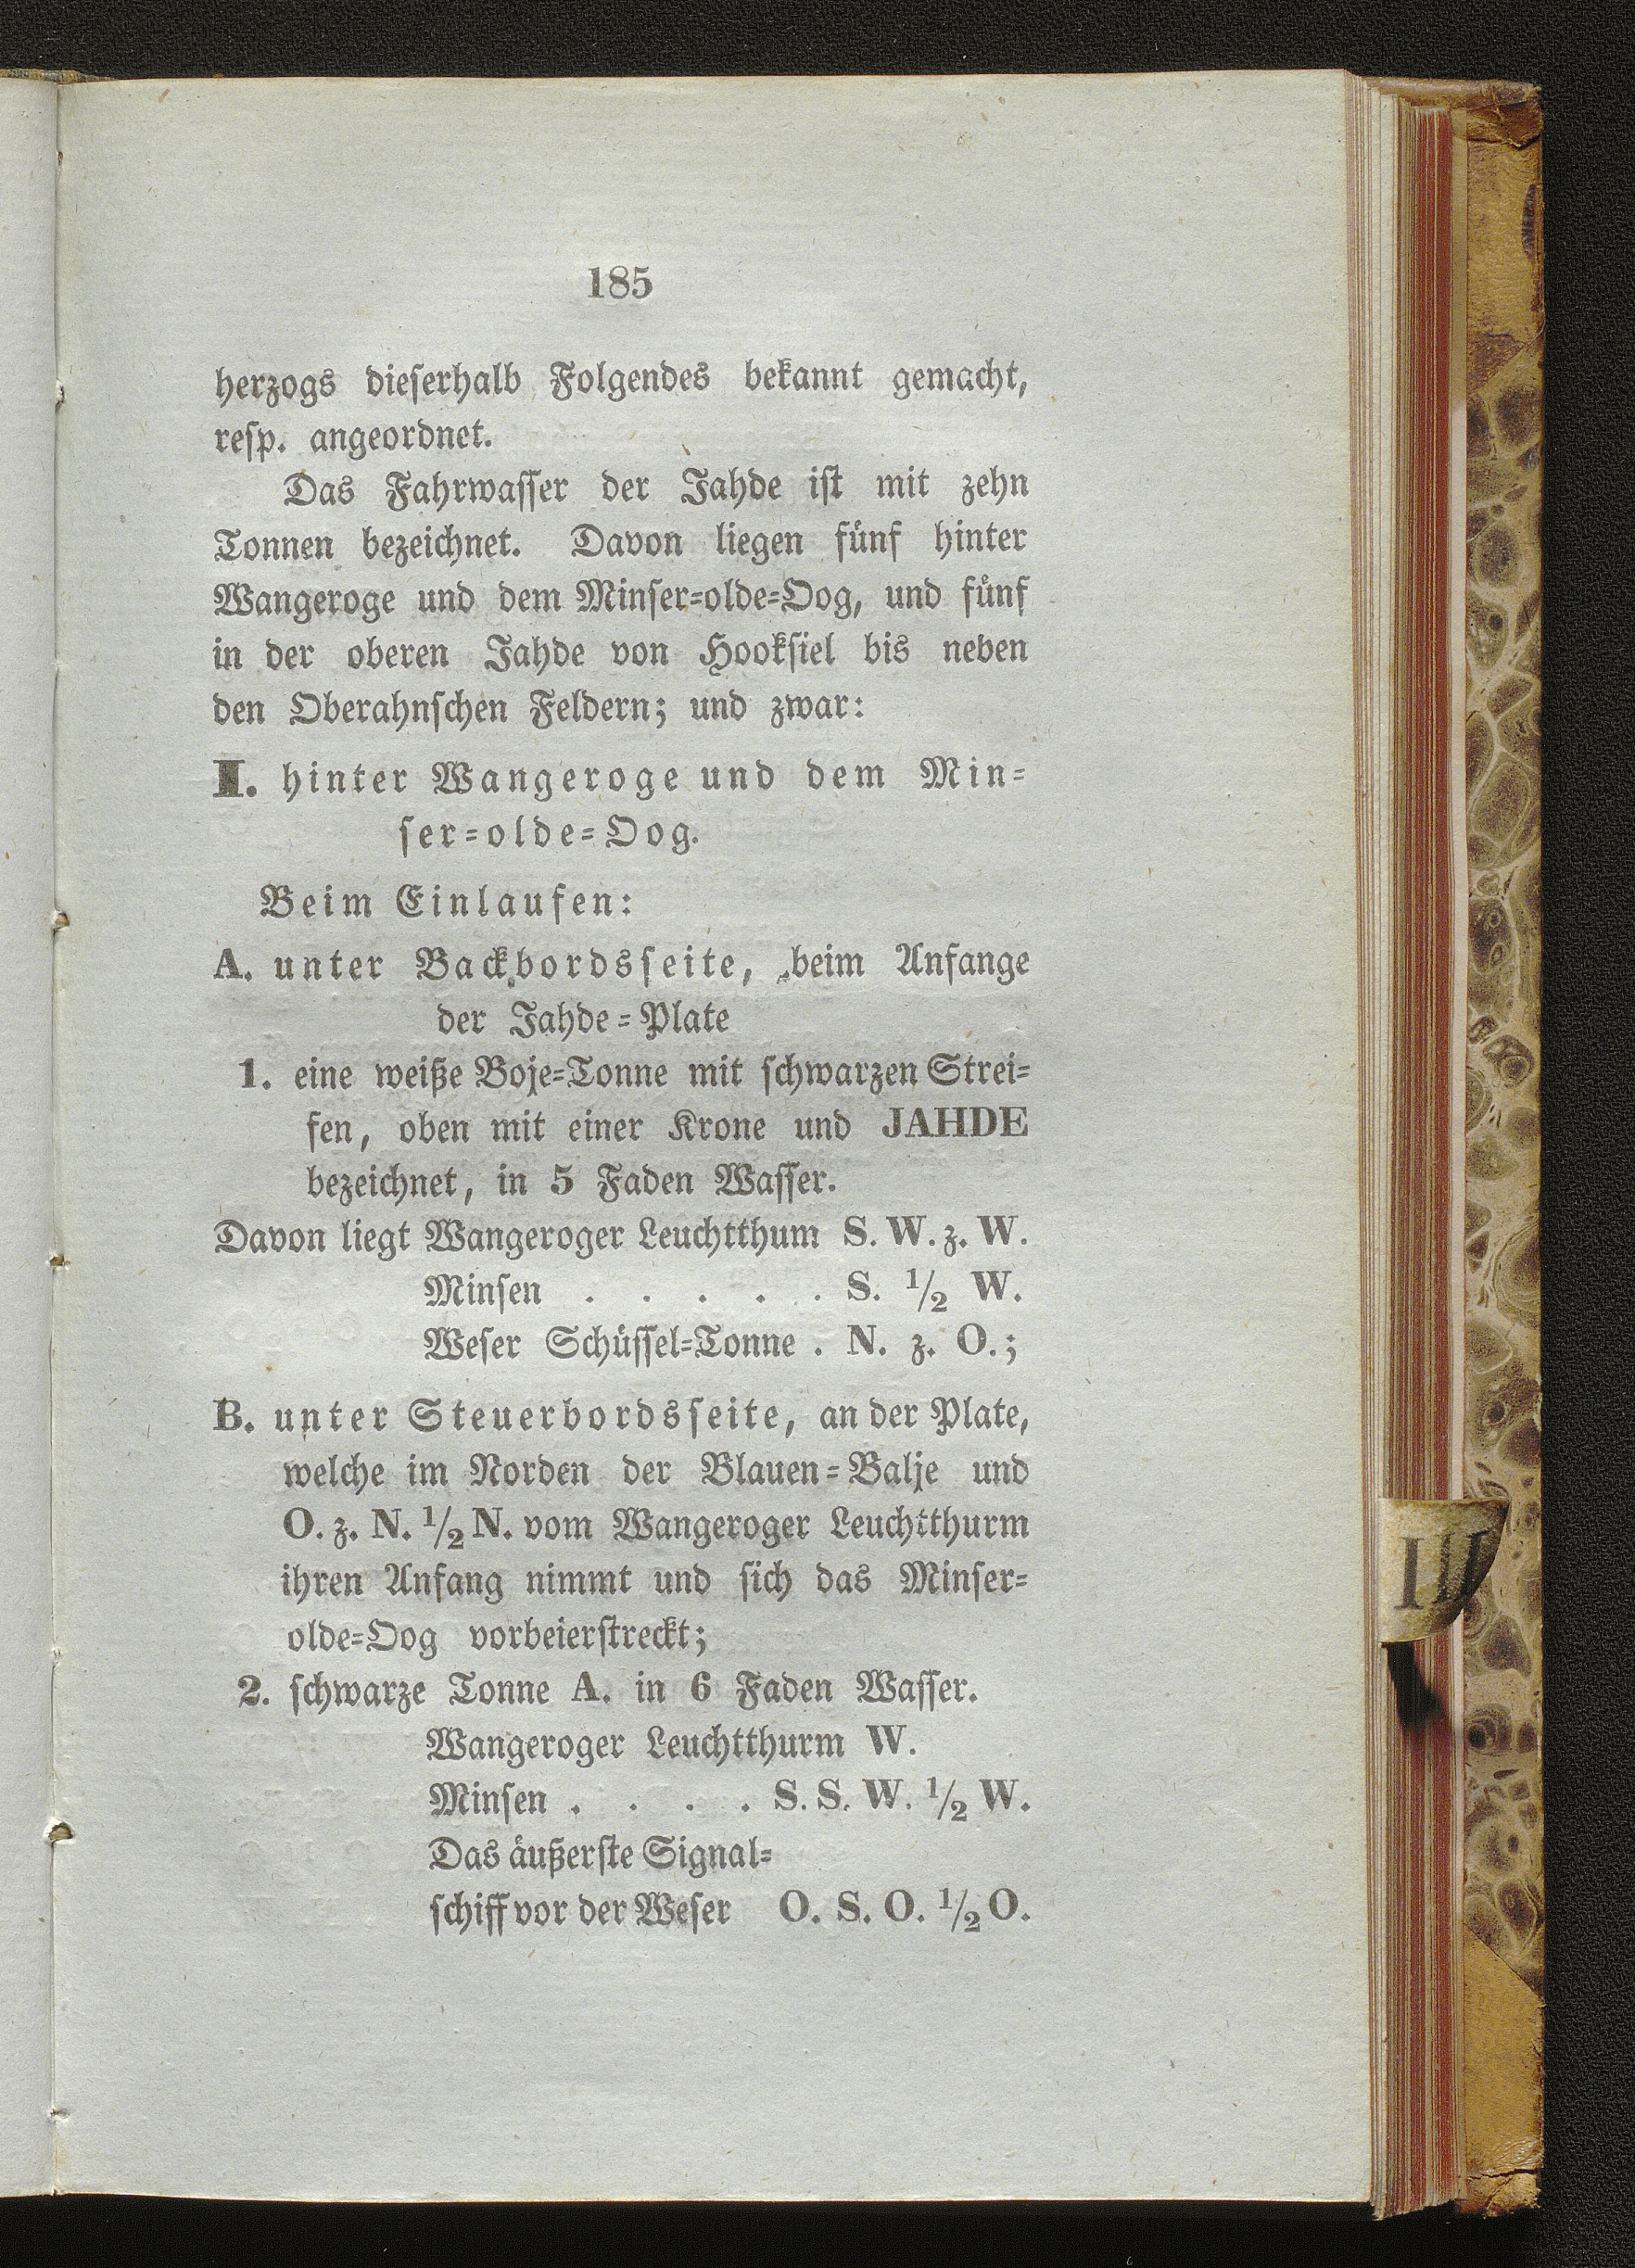 185
herzogs dieserhalb Folgendes bekannt gemacht,
resp. angeordnet.
Das Fahrwasser der Jahde ist mit zehn
Tonnen bezeichnet. Davon liegen fünf hinter
Wangeroge und dem Minser=olde=Oog, und fünf
in der oberen Jahde von Hooksiel bis neben
den Oberahnschen Feldern; und zwar:
I. hinter Wangeroge und dem Min=
ser=olde=Oog.
Beim Einlaufen:
A. unter Backbordsseite, beim Anfange
der Jahde=Plate
1. eine weiße Boje=Tonne mit schwarzen Strei=
fen, oben mit einer Krone und JAHDE
bezeichnet, in 5 Faden Wasser.
Davon liegt Wangeroger Leuchtthum S. W. z. W.
Minsen . . . . . S. 1/2 W.
Weser Schüssel=Tonne . N. z. O.;
B. unter Steuerbordsseite, an der Plate,
welche im Norden der Blauen=Balje und
O. z. N. 1/2 N. vom Wangeroger Leuchtthurm
ihren Anfang nimmt und sich das Minser=
olde=Oog vorbeierstreckt;
2. schwarze Tonne A. in 6 Faden Wasser.
Wangeroger Leuchtthurm W.
Minsen . . . . S. S. W. 1/2 W.
Das äußerste Signal=
schiff vor der Weser O. S. O. 1/2 O.
III